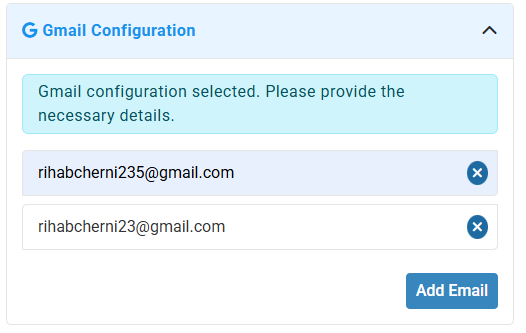 Gmail Configuration
Gmail configuration selected. Please provide the
necessary details.
rihabcherni235@gmail.com
rihabcherni23@gmail.com
Add Email